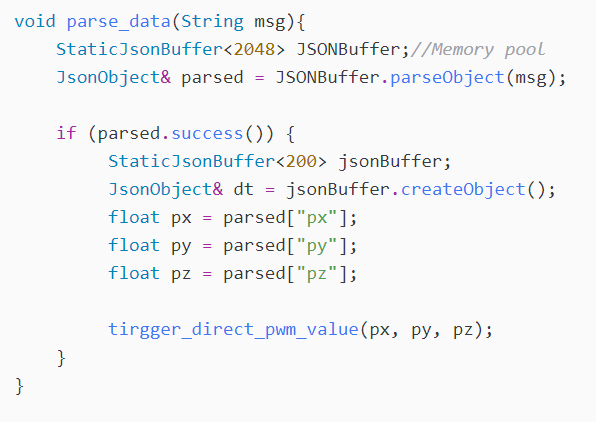 void parse_data(String msg){
StaticJsonBuffer<2048> JSONBuffer;//Memory pool
JsonObject& parsed = JSONBuffer.parseObject(msg);
if (parsed.success()) {
StaticJsonBuffer<200> jsonBuffer;
JsonObject& dt = jsonBuffer.createObject();
float px = parsed["px"];
float py = parsed["py"];
float pz = parsed["pz"];
tirgger_direct_pwm_value(px, py, pz);
}
}